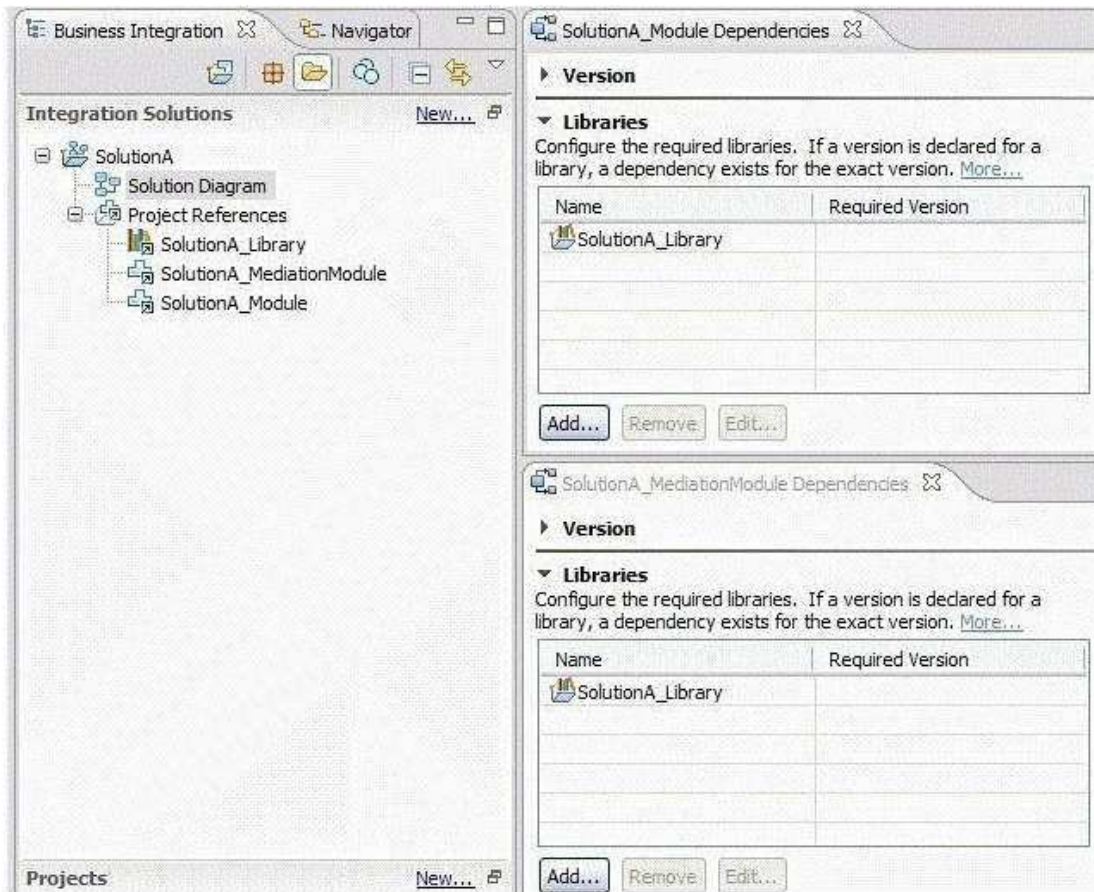 Business Integration
Navigator
Integration Solutions New...
SolutionA
Solution Diagram
Project References
SolutionA_Library
SolutionA_MediationModule
SolutionA_Module
Projects New...
SolutionA_Module Dependencies
Version
Libraries
Configure the required libraries. If a version is declared for a
library, a dependency exists for the exact version. More...
Name Required Version
SolutionA_Library
Add... Remove Edit...
SolutionA_MediationModule Dependencies
Version
Libraries
Configure the required libraries. If a version is declared for a
library, a dependency exists for the exact version. More...
Name Required Version
SolutionA_Library
Add... Remove Edit...